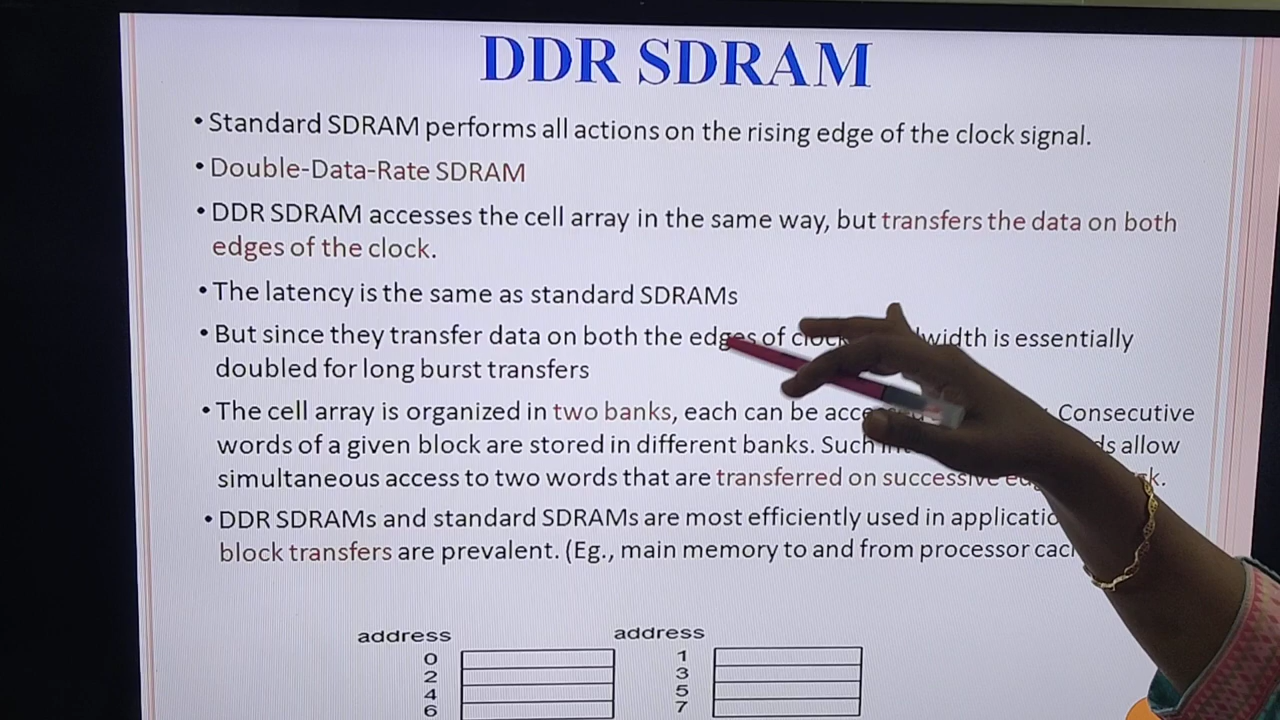 DDR SDRAM
• Standard SDRAM performs all actions on the rising edge of the clock signal.
• Double-Data-Rate SDRAM
• DDR SDRAM accesses the cell array in the same way, but transfers the data on both
edges of the clock.
• The latency is the same as standard SDRAMs
• But since they transfer data on both the edges of clock is essentially
doubled for long burst transfers
• The cell array is organized in two banks, each can be Consecutive
words of a given block are stored in different banks. Such allow
simultaneous access to two words that are transferred on successive
• DDR SDRAMs and standard SDRAMs are most efficiently used in
block transfers are prevalent. (Eg., main memory to and from processor
address address
0 1
2 3
4 5
6 7